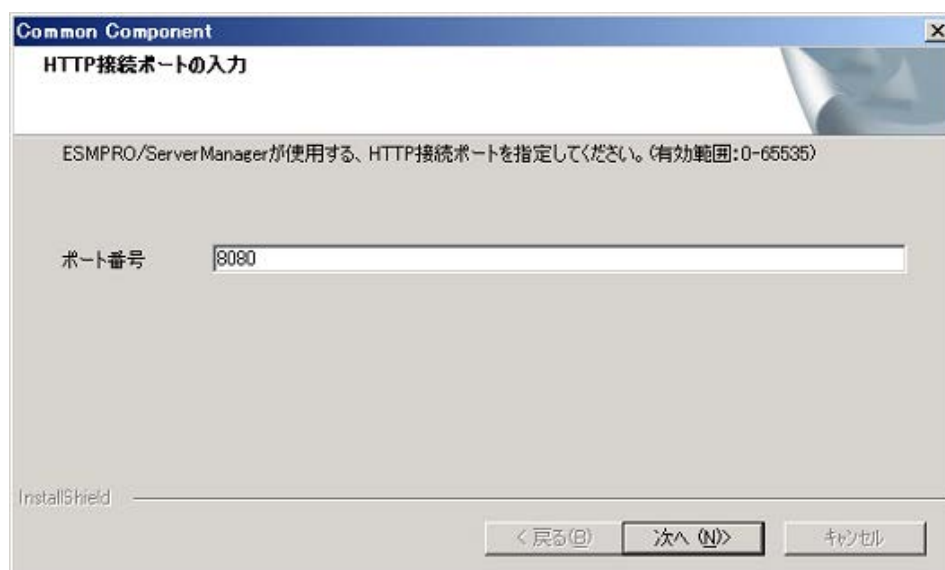 Common Component
HTTP接続ポートの入力
ESMPRO/ServerManagerが使用する、HTTP接続ポートを指定してください。(有効範囲:0-65535)
ポート番号
8080
InstallShield
< 戻る(B)
次へ (N)>
キャンセル